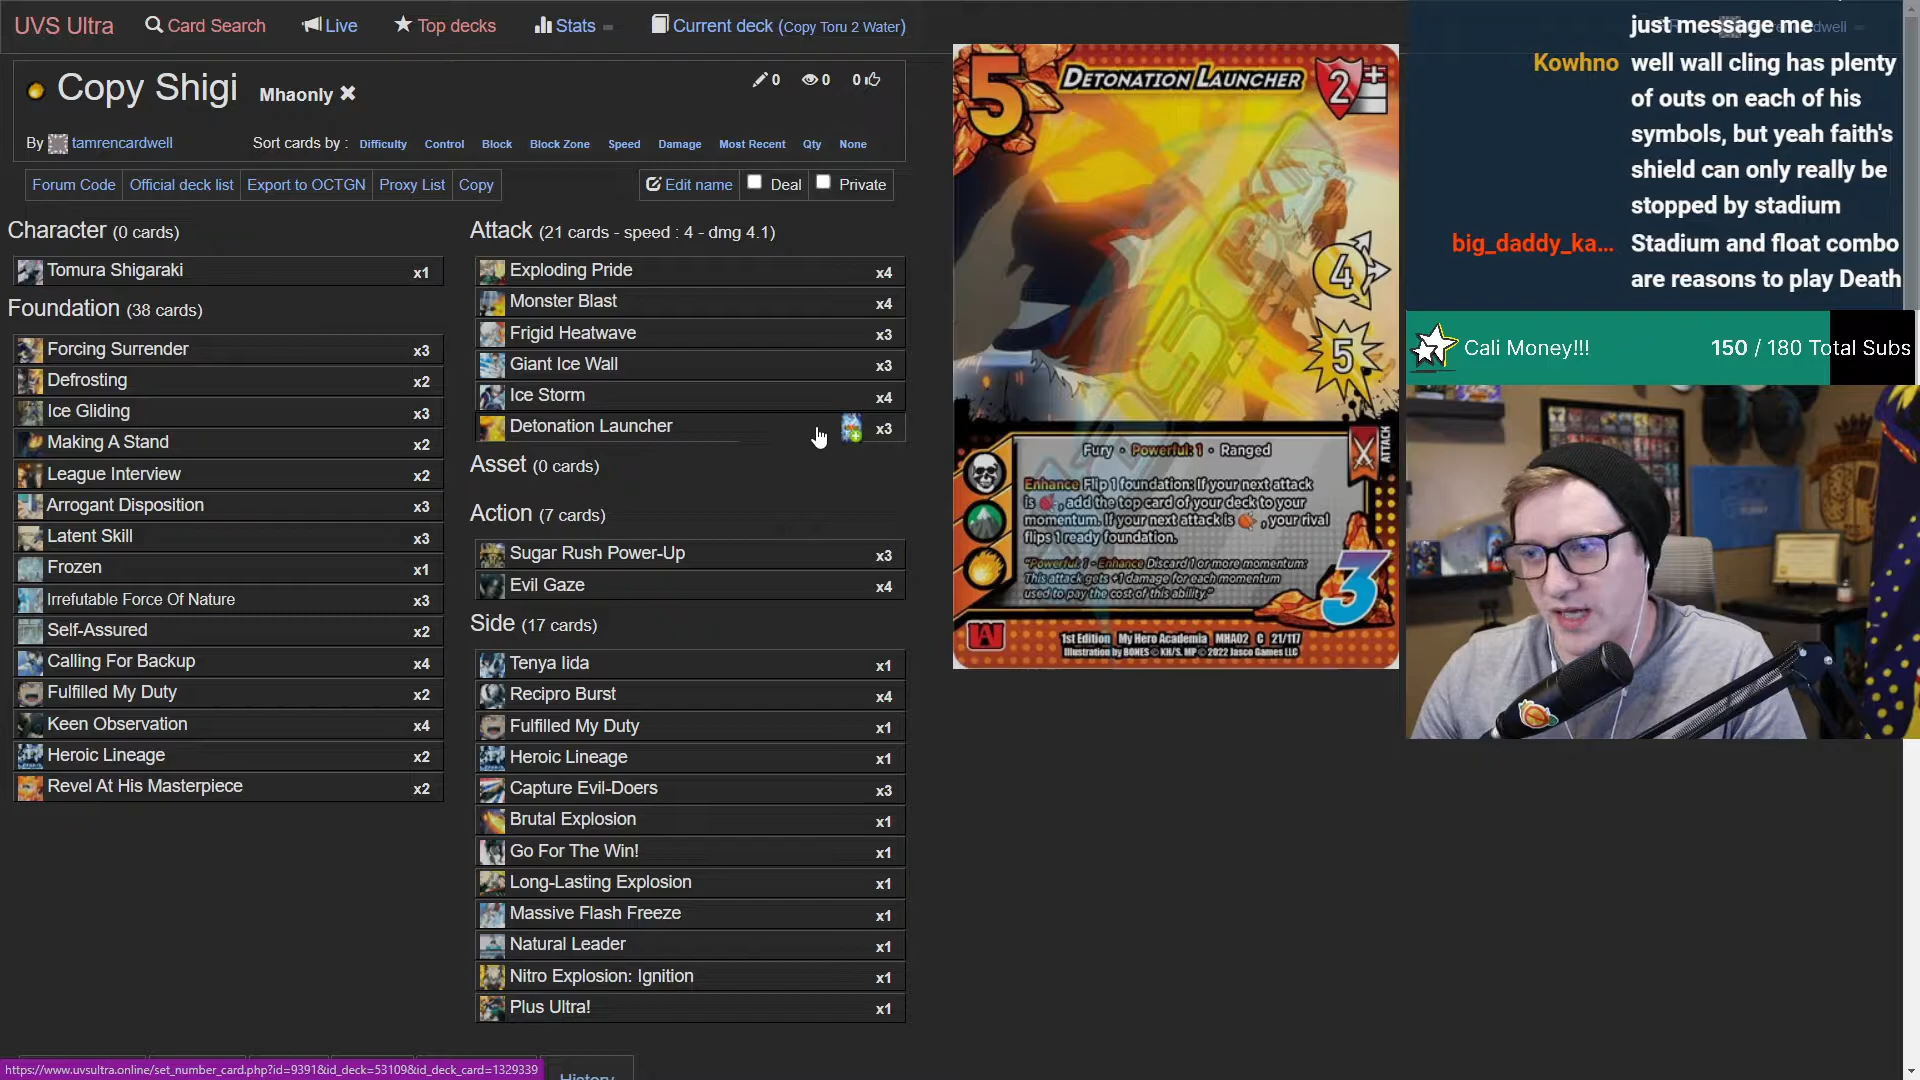 UVS Ultra
Card Search
Live
Top decks
Stats
Current deck (Copy Toru 2 Water)
Copy Shigi Mhaonly
0 0 0
By tamrencardwell
Sort cards by : Difficulty Control Block Block Zone Speed Damage Most Recent Qty None
Forum Code Official deck list Export to OCTGN Proxy List Copy
Edit name Deal Private
Character (0 cards)
Tomura Shigaraki x1
Foundation (38 cards)
Forcing Surrender x3
Defrosting x2
Ice Gliding x3
Making A Stand x2
League Interview x2
Arrogant Disposition x3
Latent Skill x3
Frozen x1
Irrefutable Force Of Nature x3
Self-Assured x2
Calling For Backup x4
Fulfilled My Duty x2
Keen Observation x4
Heroic Lineage x2
Revel At His Masterpiece x2
Attack (21 cards - speed : 4 - dmg 4.1)
Exploding Pride x4
Monster Blast x4
Frigid Heatwave x3
Giant Ice Wall x3
Ice Storm x4
Detonation Launcher x3
Asset (0 cards)
Action (7 cards)
Sugar Rush Power-Up x3
Evil Gaze x4
Side (17 cards)
Tenya Iida x1
Recipro Burst x4
Fulfilled My Duty x1
Heroic Lineage x1
Capture Evil-Doers x3
Brutal Explosion x1
Go For The Win! x1
Long-Lasting Explosion x1
Massive Flash Freeze x1
Natural Leader x1
Nitro Explosion: Ignition x1
Plus Ultra! x1
History
https://www.uvsultra.online/set_number_card.php?id=9391&id_deck=53109&id_deck_card=1329339
5 Detonation Launcher 2 +
4
5
ATTACK
Fury • Powerful: 1 • Ranged
Enhance Flip 1 foundation: If your next attack
is , add the top card of your deck to your
momentum. If your next attack is , your rival
flips 1 ready foundation.
"Powerful: 1 - Enhance Discard 1 or more momentum:
This attack gets +1 damage for each momentum
used to pay the cost of this ability."
3
1st Edition My Hero Academia MHA02 C 21/117
Illustration by BONES © KH/S, MP © 2022 Jasco Games LLC
just message me
Kowhno well wall cling has plenty
of outs on each of his
symbols, but yeah faith's
shield can only really be
stopped by stadium
big_daddy_ka... Stadium and float combo
are reasons to play Death
Cali Money!!! 150 / 180 Total Subs